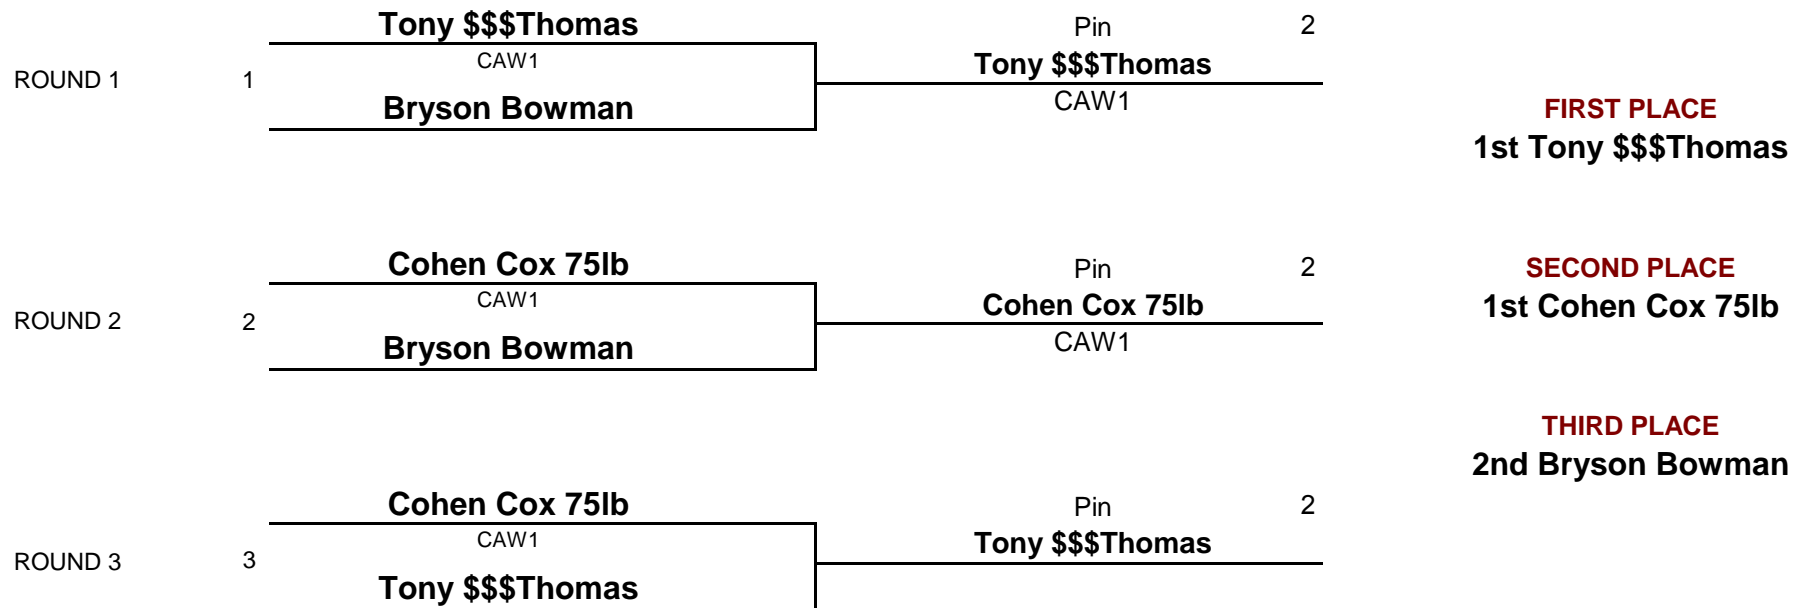 Tony $$$Thomas
Pin 2
CAW1
Tony $$$Thomas
ROUND 1 1
Bryson Bowman
CAW1
FIRST PLACE
1st Tony $$$Thomas
Cohen Cox 75lb
Pin 2
SECOND PLACE
CAW1
Cohen Cox 75lb
1st Cohen Cox 75lb
ROUND 2 2
Bryson Bowman
CAW1
THIRD PLACE
2nd Bryson Bowman
Cohen Cox 75lb
Pin 2
CAW1
Tony $$$Thomas
ROUND 3 3
Tony $$$Thomas